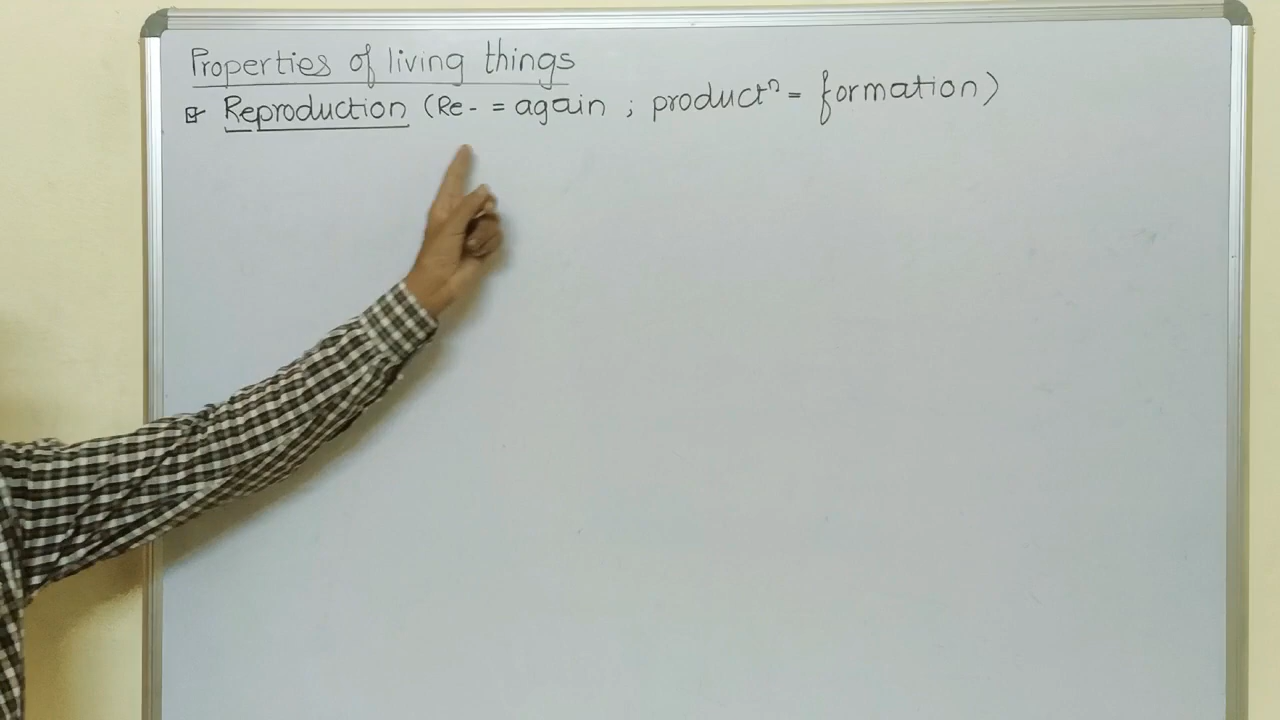 Properties of living things
Reproduction (Re- = again ; productⁿ = formation)